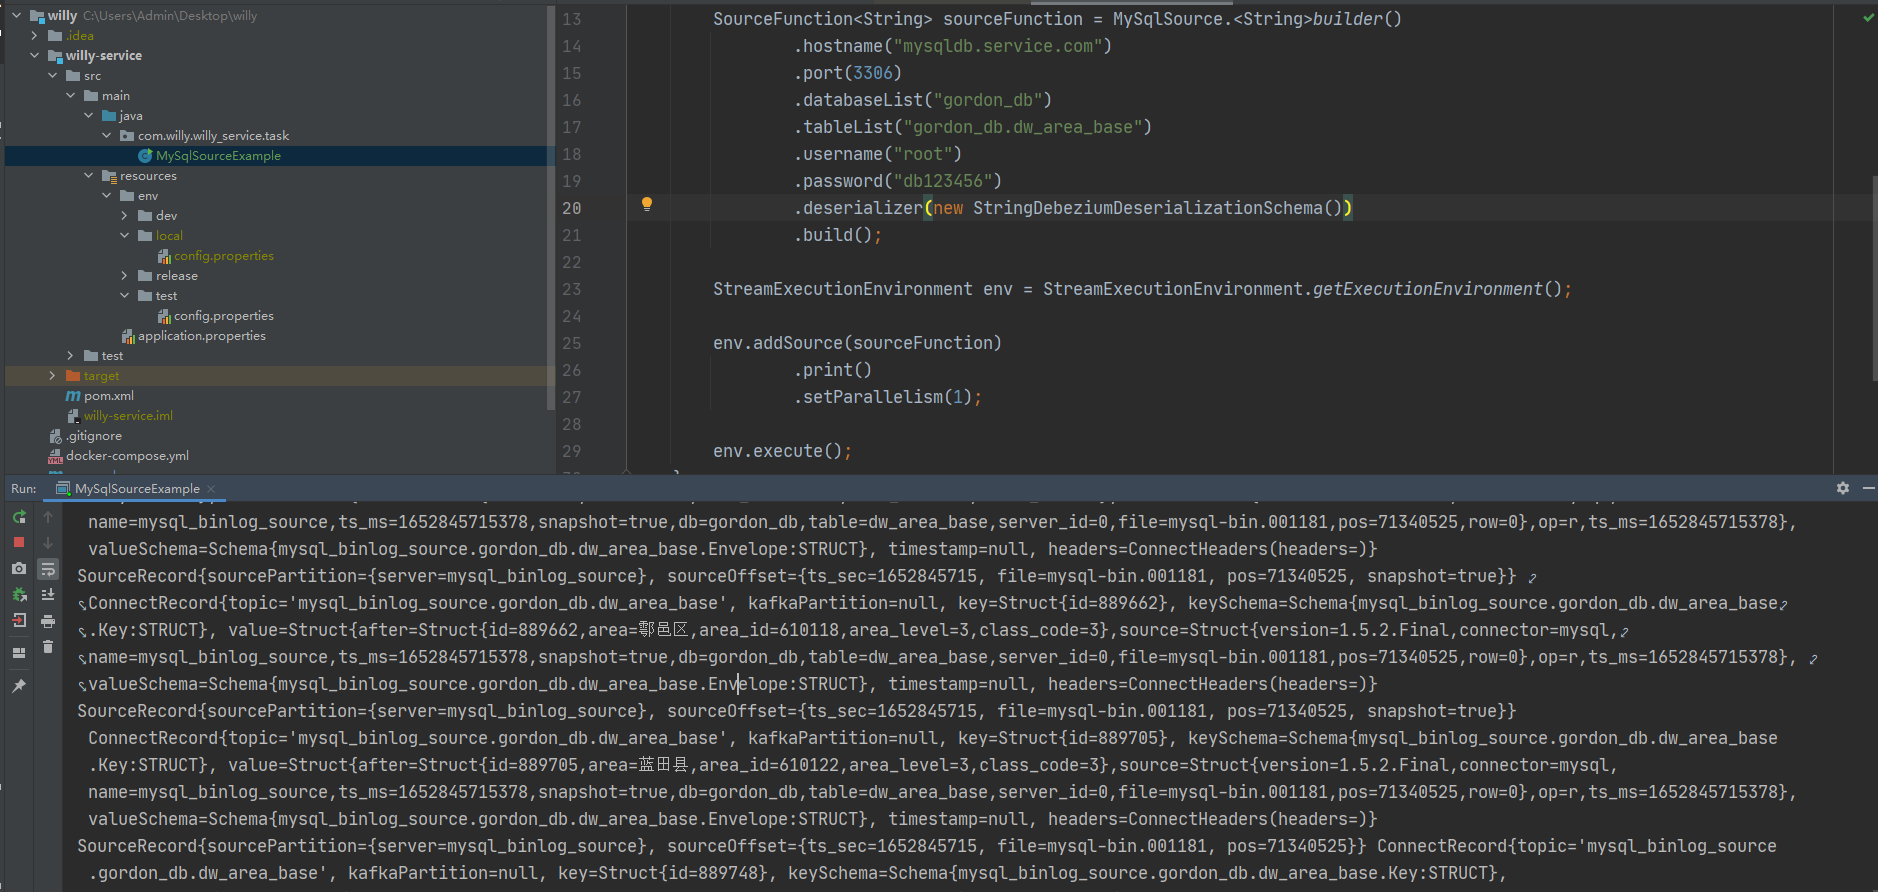 willy C:\Users\Admin\Desktop\willy
.idea
willy-service
src
main
java
com.willy.willy_service.task
MySqlSourceExample
resources
env
dev
local
config.properties
release
test
config.properties
application.properties
test
target
pom.xml
willy-service.iml
.gitignore
docker-compose.yml
13 SourceFunction<String> sourceFunction = MySqlSource.<String>builder()
14 .hostname("mysqldb.service.com")
15 .port(3306)
16 .databaseList("gordon_db")
17 .tableList("gordon_db.dw_area_base")
18 .username("root")
19 .password("db123456")
20 .deserializer(new StringDebeziumDeserializationSchema())
21 .build();
22
23 StreamExecutionEnvironment env = StreamExecutionEnvironment.getExecutionEnvironment();
24
25 env.addSource(sourceFunction)
26 .print()
27 .setParallelism(1);
28
29 env.execute();
Run: MySqlSourceExample
name=mysql_binlog_source,ts_ms=1652845715378,snapshot=true,db=gordon_db,table=dw_area_base,server_id=0,file=mysql-bin.001181,pos=71340525,row=0},op=r,ts_ms=1652845715378},
valueSchema=Schema{mysql_binlog_source.gordon_db.dw_area_base.Envelope:STRUCT}, timestamp=null, headers=ConnectHeaders(headers=)}
SourceRecord{sourcePartition={server=mysql_binlog_source}, sourceOffset={ts_sec=1652845715, file=mysql-bin.001181, pos=71340525, snapshot=true}}
ConnectRecord{topic='mysql_binlog_source.gordon_db.dw_area_base', kafkaPartition=null, key=Struct{id=889662}, keySchema=Schema{mysql_binlog_source.gordon_db.dw_area_base
.Key:STRUCT}, value=Struct{after=Struct{id=889662,area=鄠邑区,area_id=610118,area_level=3,class_code=3},source=Struct{version=1.5.2.Final,connector=mysql,
name=mysql_binlog_source,ts_ms=1652845715378,snapshot=true,db=gordon_db,table=dw_area_base,server_id=0,file=mysql-bin.001181,pos=71340525,row=0},op=r,ts_ms=1652845715378},
valueSchema=Schema{mysql_binlog_source.gordon_db.dw_area_base.Envelope:STRUCT}, timestamp=null, headers=ConnectHeaders(headers=)}
SourceRecord{sourcePartition={server=mysql_binlog_source}, sourceOffset={ts_sec=1652845715, file=mysql-bin.001181, pos=71340525, snapshot=true}}
ConnectRecord{topic='mysql_binlog_source.gordon_db.dw_area_base', kafkaPartition=null, key=Struct{id=889705}, keySchema=Schema{mysql_binlog_source.gordon_db.dw_area_base
.Key:STRUCT}, value=Struct{after=Struct{id=889705,area=蓝田县,area_id=610122,area_level=3,class_code=3},source=Struct{version=1.5.2.Final,connector=mysql,
name=mysql_binlog_source,ts_ms=1652845715378,snapshot=true,db=gordon_db,table=dw_area_base,server_id=0,file=mysql-bin.001181,pos=71340525,row=0},op=r,ts_ms=1652845715378},
valueSchema=Schema{mysql_binlog_source.gordon_db.dw_area_base.Envelope:STRUCT}, timestamp=null, headers=ConnectHeaders(headers=)}
SourceRecord{sourcePartition={server=mysql_binlog_source}, sourceOffset={ts_sec=1652845715, file=mysql-bin.001181, pos=71340525}} ConnectRecord{topic='mysql_binlog_source
.gordon_db.dw_area_base', kafkaPartition=null, key=Struct{id=889748}, keySchema=Schema{mysql_binlog_source.gordon_db.dw_area_base.Key:STRUCT},